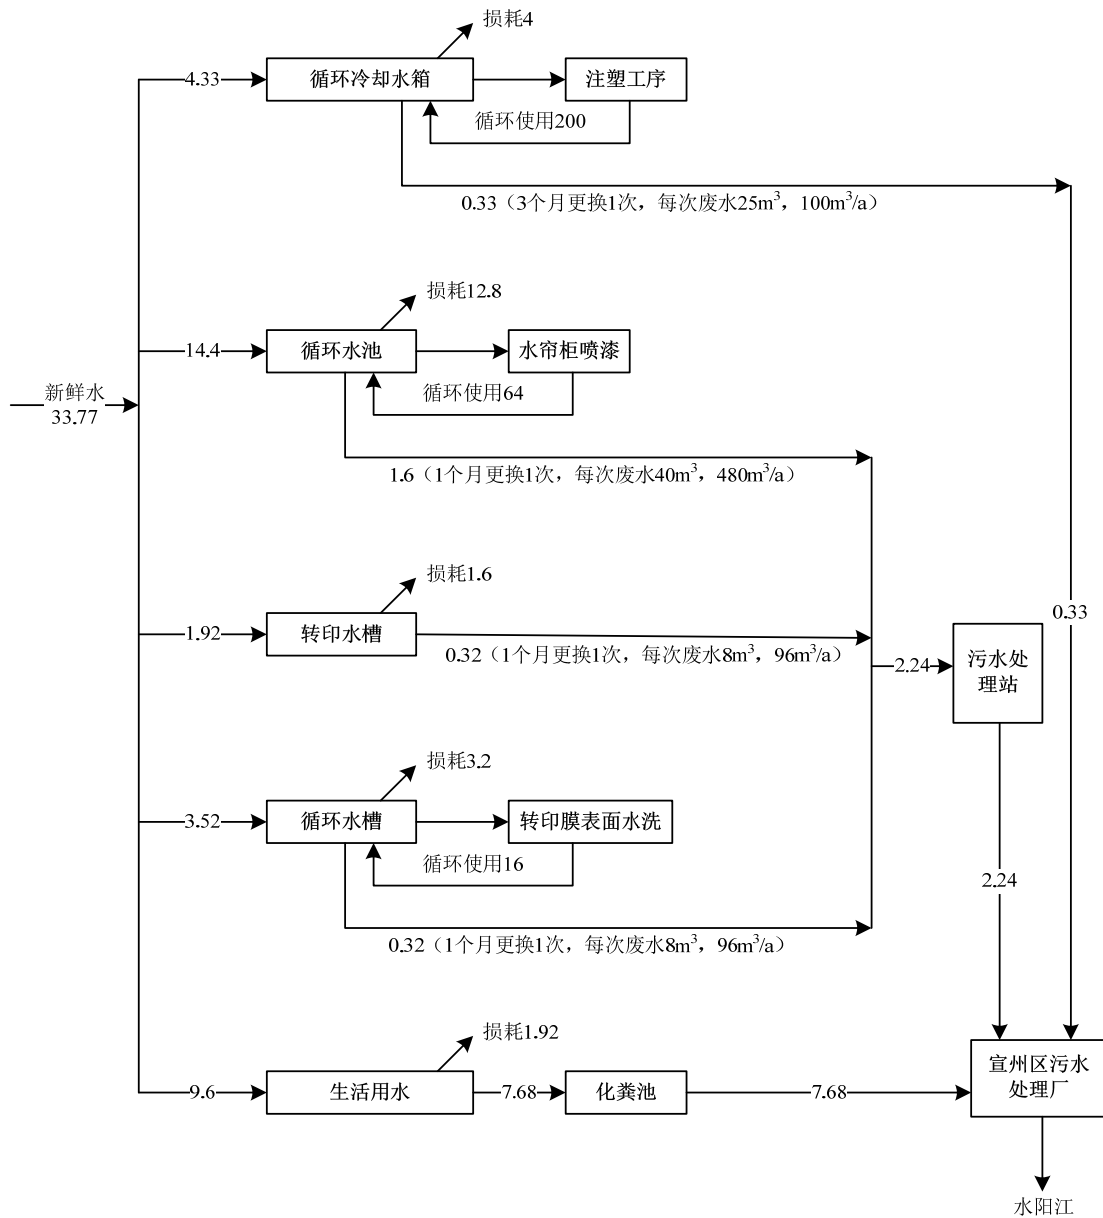 损耗4
4.33
循环冷却水箱
注塑工序
循环使用200
0.33（3个月更换1次，每次废水25m³，100m³/a）
损耗12.8
14.4
循环水池
水帘柜喷漆
循环使用64
新鲜水
33.77
1.6（1个月更换1次，每次废水40m³，480m³/a）
损耗1.6
1.92
转印水槽
0.32（1个月更换1次，每次废水8m³，96m³/a）
0.33
2.24
污水处
理站
损耗3.2
3.52
循环水槽
转印膜表面水洗
循环使用16
2.24
0.32（1个月更换1次，每次废水8m³，96m³/a）
损耗1.92
9.6
生活用水
7.68
化粪池
7.68
宣州区污水
处理厂
水阳江